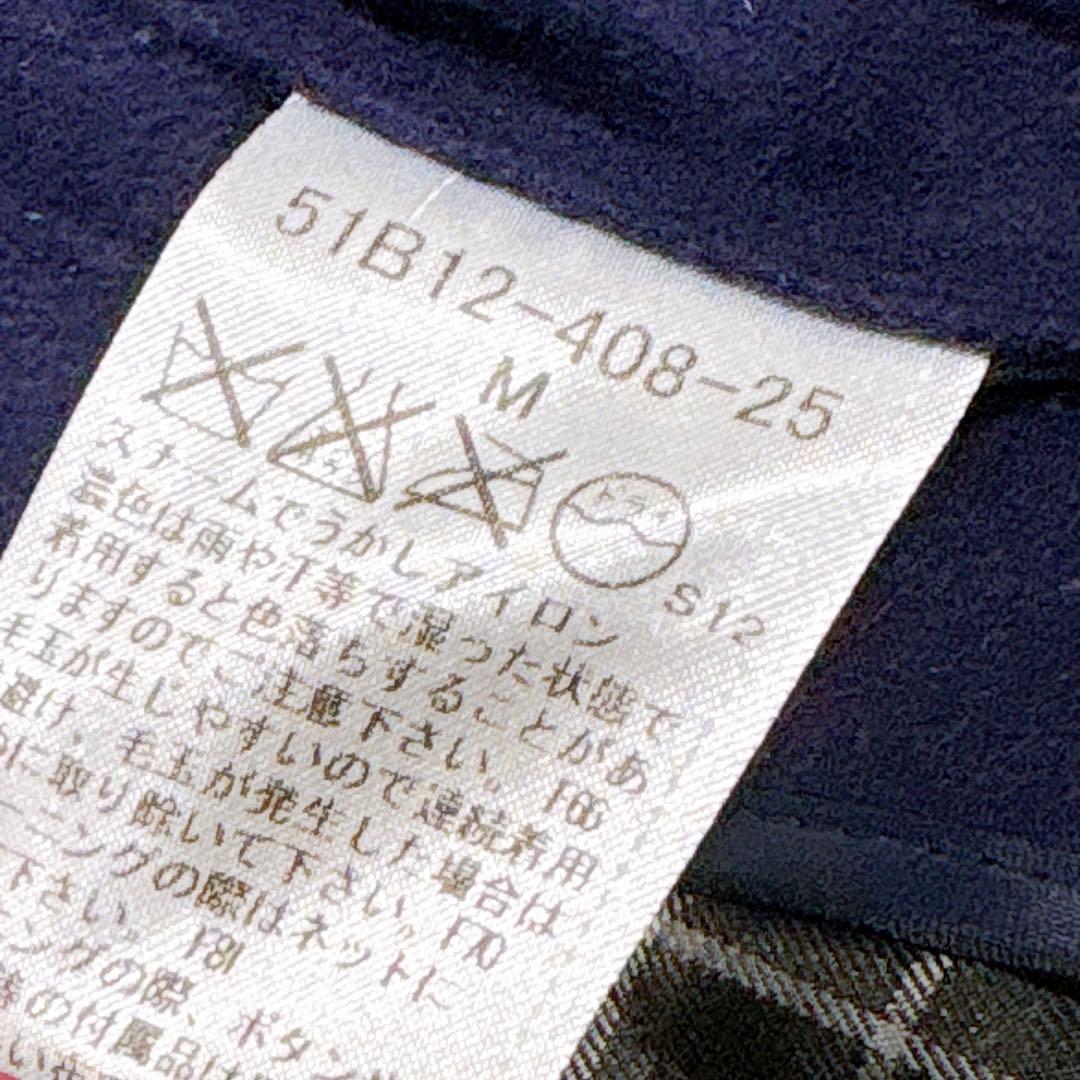 51B12-408-25
M
ドライ
S12
スチームでうかしアイロン
濃色は雨や汗等で湿った状態で
着用すると色落ちすることがあ
りますのでご注意下さい。F66
毛玉が生じやすいので連続着用
避け、毛玉が発生した場合は
に取り除いて下さい。F70
ーニングの際はネットに
下さい。F81
ングの際、ボタン
等の付属品は